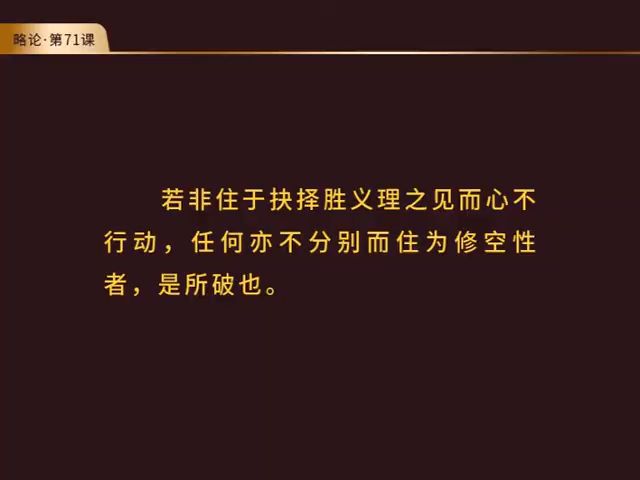 略论·第71课
若非住于抉择胜义理之见而心不
行动，任何亦不分别而住为修空性
者，是所破也。